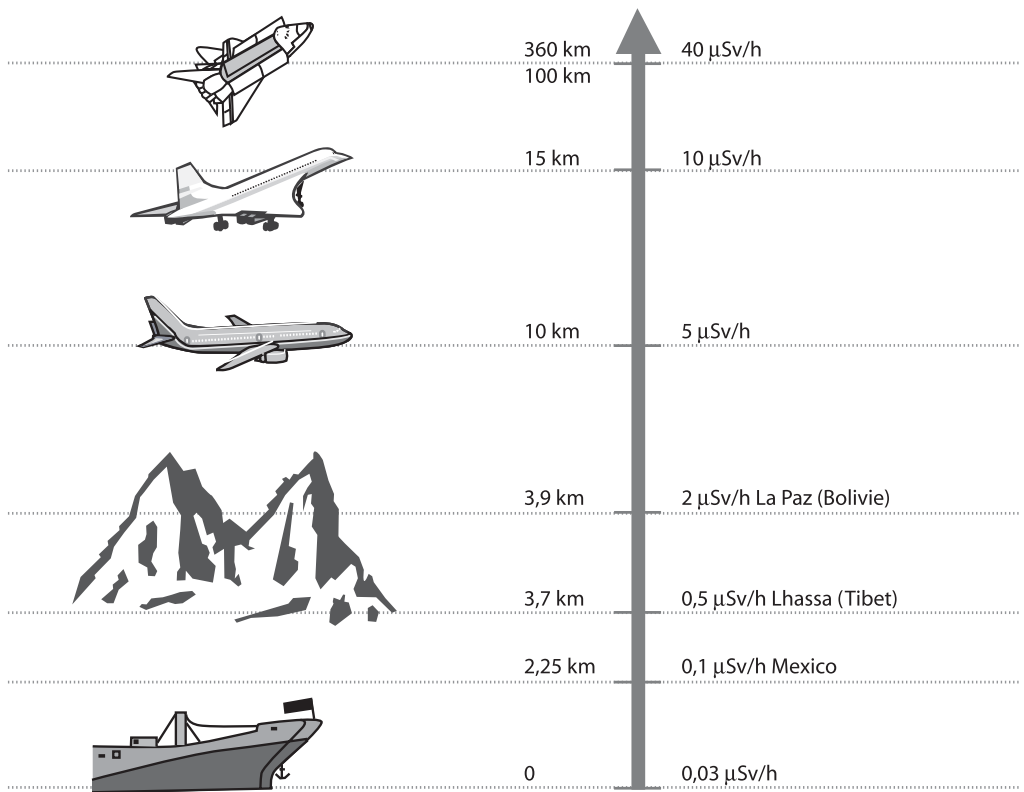 360 km 40 μSv/h
100 km
15 km 10 μSv/h
10 km 5 μSv/h
3,9 km 2 μSv/h La Paz (Bolivie)
3,7 km 0,5 μSv/h Lhassa (Tibet)
2,25 km 0,1 μSv/h Mexico
0 0,03 μSv/h